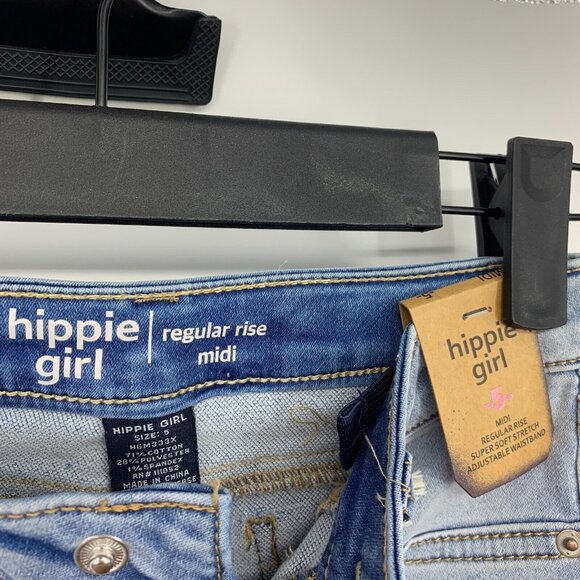 hippie
girl
regular rise
midi
HIPPIE GIRL
SIZE: 5
HGM3333X
71% COTTON
28% POLYESTER
1% SPANDEX
RN# 111052
MADE IN CHINA
hippie
girl
MIDI
REGULAR RISE
SUPER SOFT STRETCH
ADJUSTABLE WAISTBAND